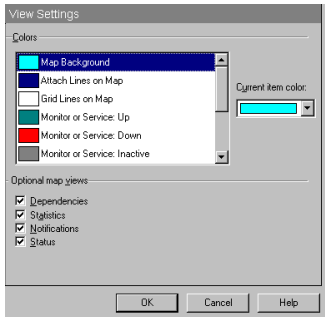 View Settings
Colors
Map Background
Attach Lines on Map
Grid Lines on Map
Monitor or Service: Up
Monitor or Service: Down
Monitor or Service: Inactive
Current item color:
Optional map views
Dependencies
Statistics
Notifications
Status
OK Cancel Help